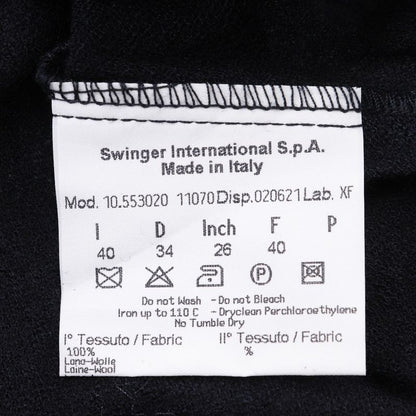 Swinger International S.p.A.
Made in Italy
Mod. 10.553020 11070 Disp.020621 Lab. XF
I D Inch F P
40 34 26 40
P
Do not Wash - Do not Bleach
Iron up to 110 C - Dryclean Perchloroethylene
No Tumble Dry
I° Tessuto / Fabric II° Tessuto / Fabric
100% %
Lana-Wolle
Laine-Wool